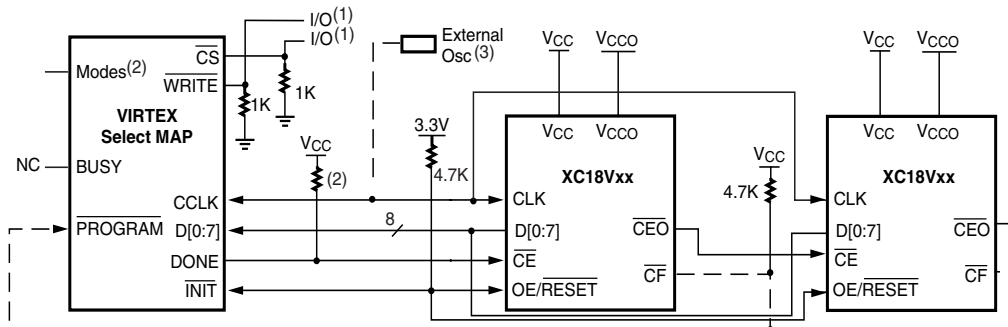 I/O(1)
I/O(1)
External
Osc(3)
VCC VCCO
VCC VCCO
CS
Modes(2)
WRITE
1K
1K
VIRTEX
Select MAP
VCC
3.3V
VCC VCCO
VCC VCCO
NC
BUSY
(2)
4.7K
XC18Vxx
VCC
4.7K
XC18Vxx
CCLK
CLK
CLK
PROGRAM
D[0:7]
8
D[0:7]
CEO
D[0:7]
CEO
DONE
CE
CF
CE
CF
INIT
OE/RESET
OE/RESET